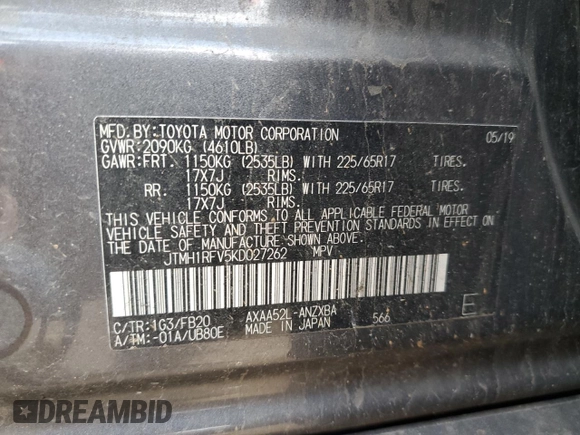 MFD.BY:TOYOTA MOTOR CORPORATION 05/19
GVWR:2090KG (4610LB)
GAWR:FRT. 1150KG (2535LB) WITH 225/65R17 TIRES.
17X7J RIMS.
RR. 1150KG (2535LB) WITH 225/65R17 TIRES.
17X7J RIMS.
THIS VEHICLE CONFORMS TO ALL APPLICABLE FEDERAL MOTOR
VEHICLE SAFETY AND THEFT PREVENTION STANDARDS IN EFFECT ON
THE DATE OF MANUFACTURE SHOWN ABOVE.
JTMH1RFV5KD027262 MPV
C/TR:1G3/FB20 AXAA52L-ANZXBA 566 E
A/TM:-01A/UB80E MADE IN JAPAN
DREAMBID